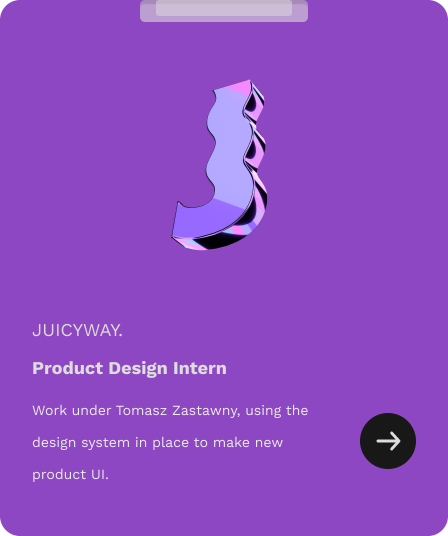 J
JUICYWAY.
Product Design Intern
Work under Tomasz Zastawny, using the
design system in place to make new
product UI.